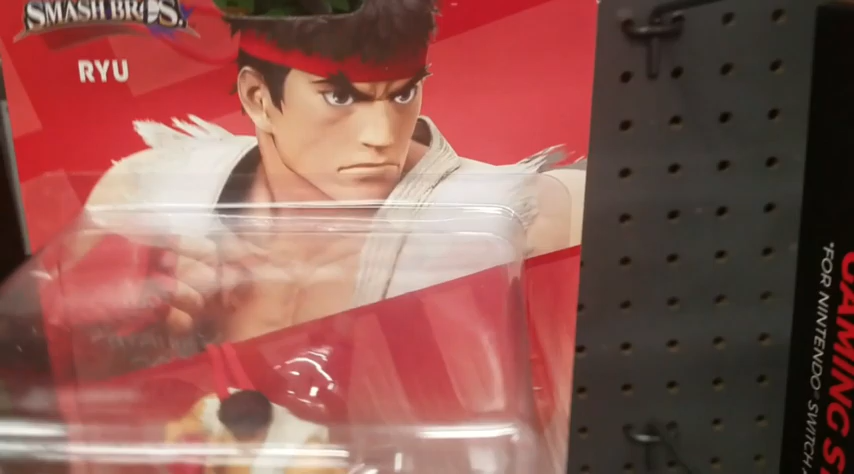 SMASH BROS.
RYU
GAMING S
*FOR NINTENDO® SWITCH